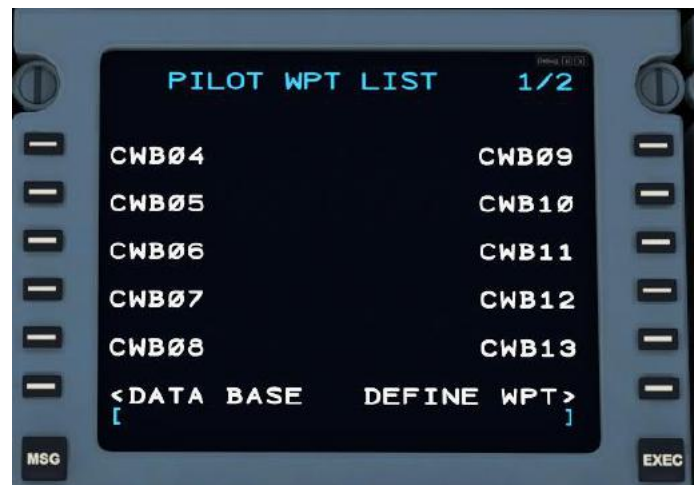 PILOT WPT LIST 1/2
CWBØ4 CWBØ9
CWBØ5 CWB1Ø
CWBØ6 CWB11
CWBØ7 CWB12
CWBØ8 CWB13
<DATA BASE DEFINE WPT>
[ ]
MSG EXEC